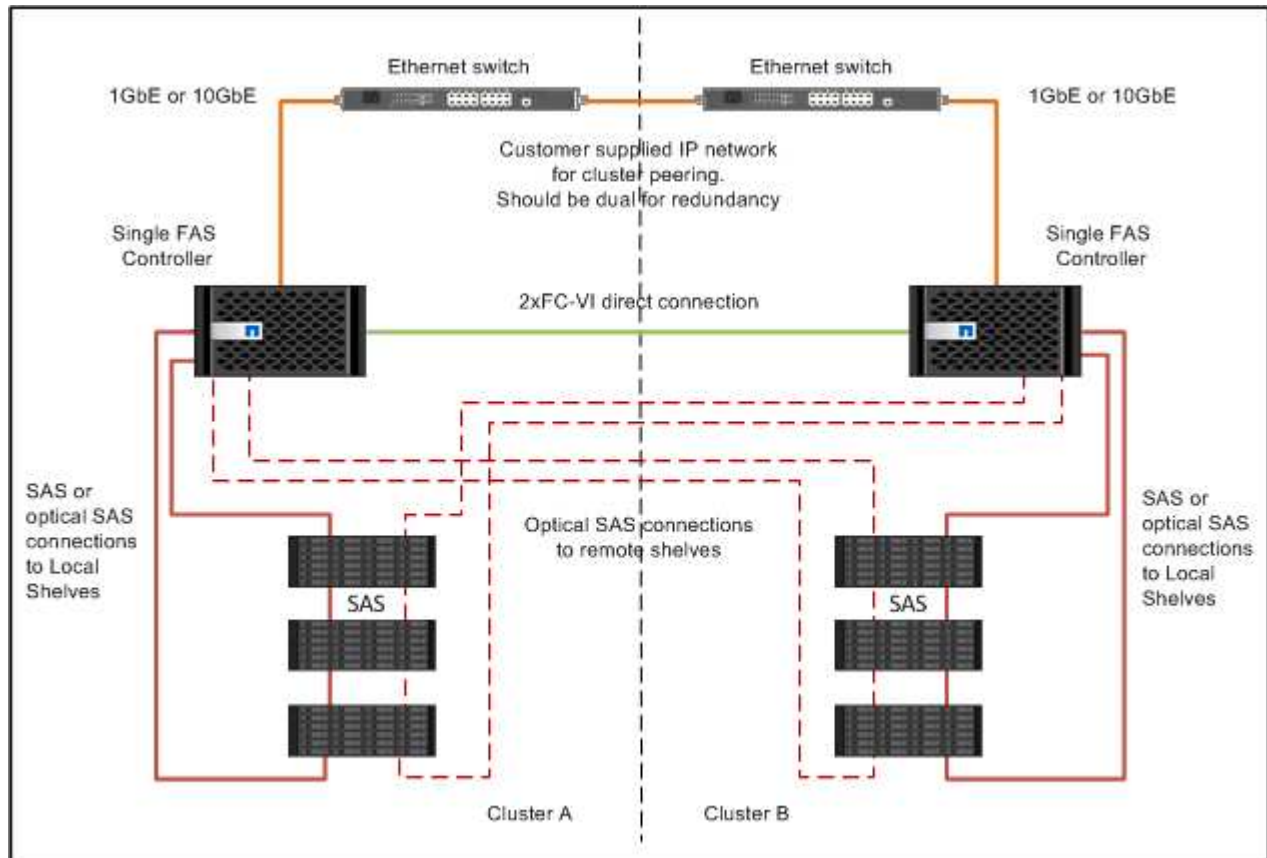 Ethernet switch
Ethernet switch
1GbE or 10GbE
1GbE or 10GbE
Customer supplied IP network
for cluster peering.
Should be dual for redundancy
Single FAS
Controller
Single FAS
Controller
2xFC-VI direct connection
SAS or
optical SAS
connections
to Local
Shelves
Optical SAS connections
to remote shelves
SAS or
optical SAS
connections
to Local
Shelves
SAS
SAS
Cluster A
Cluster B